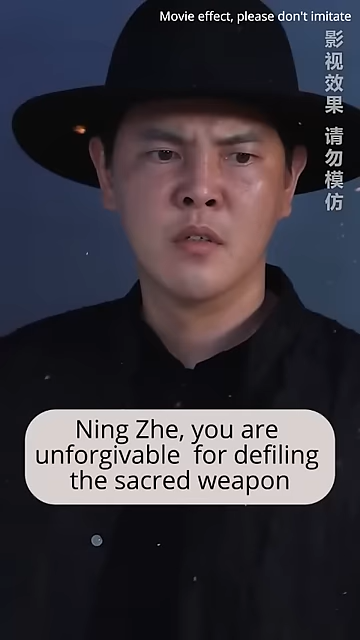 Movie effect, please don't imitate
影视效果 请勿模仿
Ning Zhe, you are
unforgivable for defiling
the sacred weapon